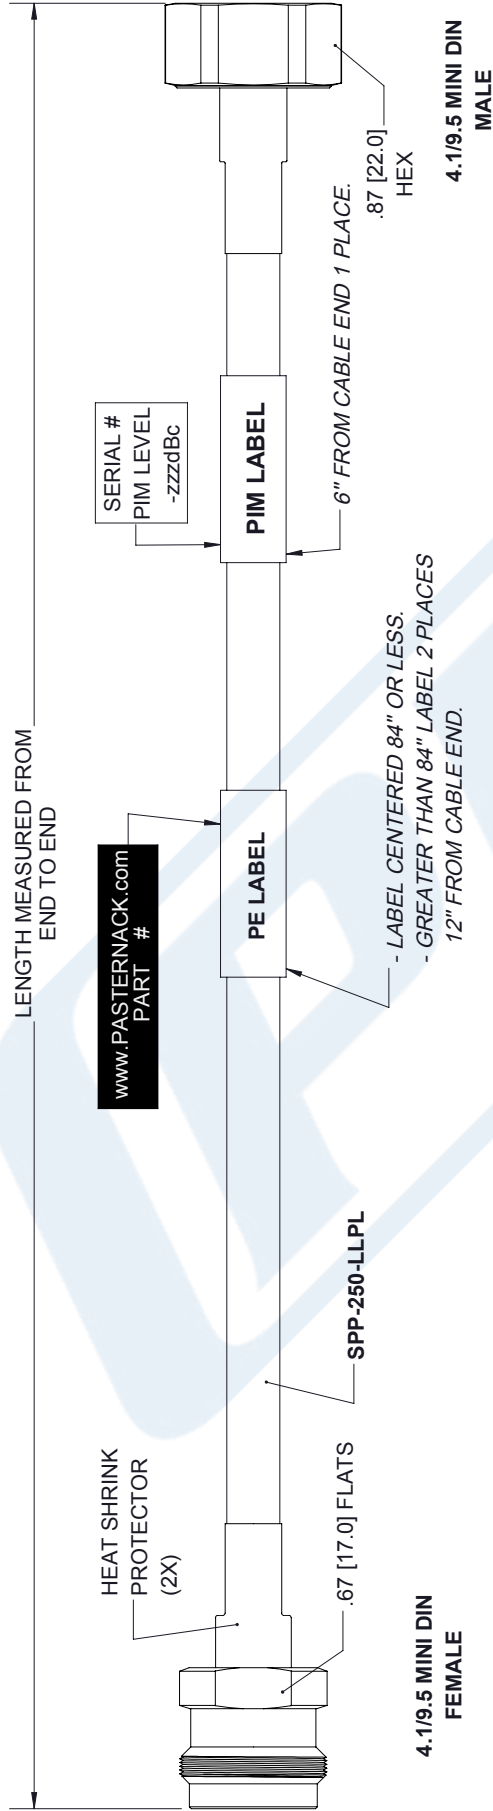 LENGTH MEASURED FROM
END TO END
HEAT SHRINK
PROTECTOR
(2X)
www.PASTERNACK.com
PART #
SERIAL #
PIM LEVEL
-zzzdBc
PE LABEL
PIM LABEL
.67 [17.0] FLATS
SPP-250-LLPL
- LABEL CENTERED 84" OR LESS.
- GREATER THAN 84" LABEL 2 PLACES
12" FROM CABLE END.
6" FROM CABLE END 1 PLACE.
.87 [22.0]
HEX
4.1/9.5 MINI DIN
FEMALE
4.1/9.5 MINI DIN
MALE